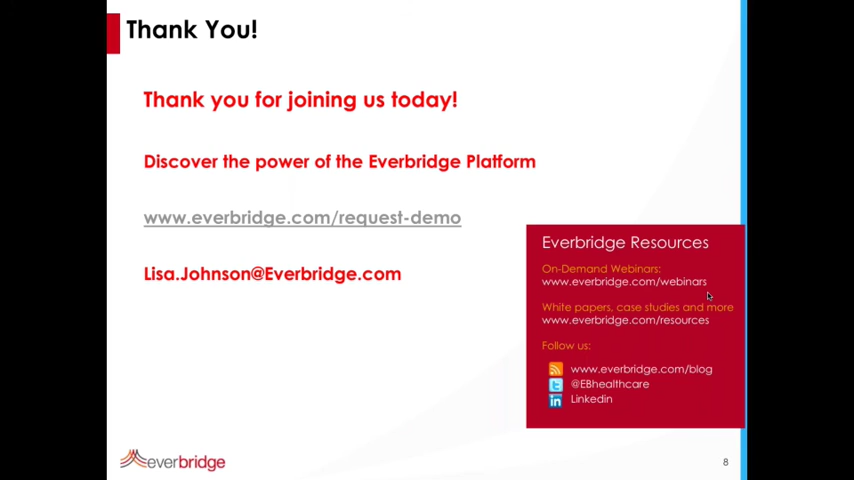 Thank You!
Thank you for joining us today!
Discover the power of the Everbridge Platform
www.everbridge.com/request-demo
Lisa.Johnson@Everbridge.com
Everbridge Resources
On-Demand Webinars:
www.everbridge.com/webinars
White papers, case studies and more
www.everbridge.com/resources
Follow us:
www.everbridge.com/blog
@EBhealthcare
Linkedin
everbridge
8